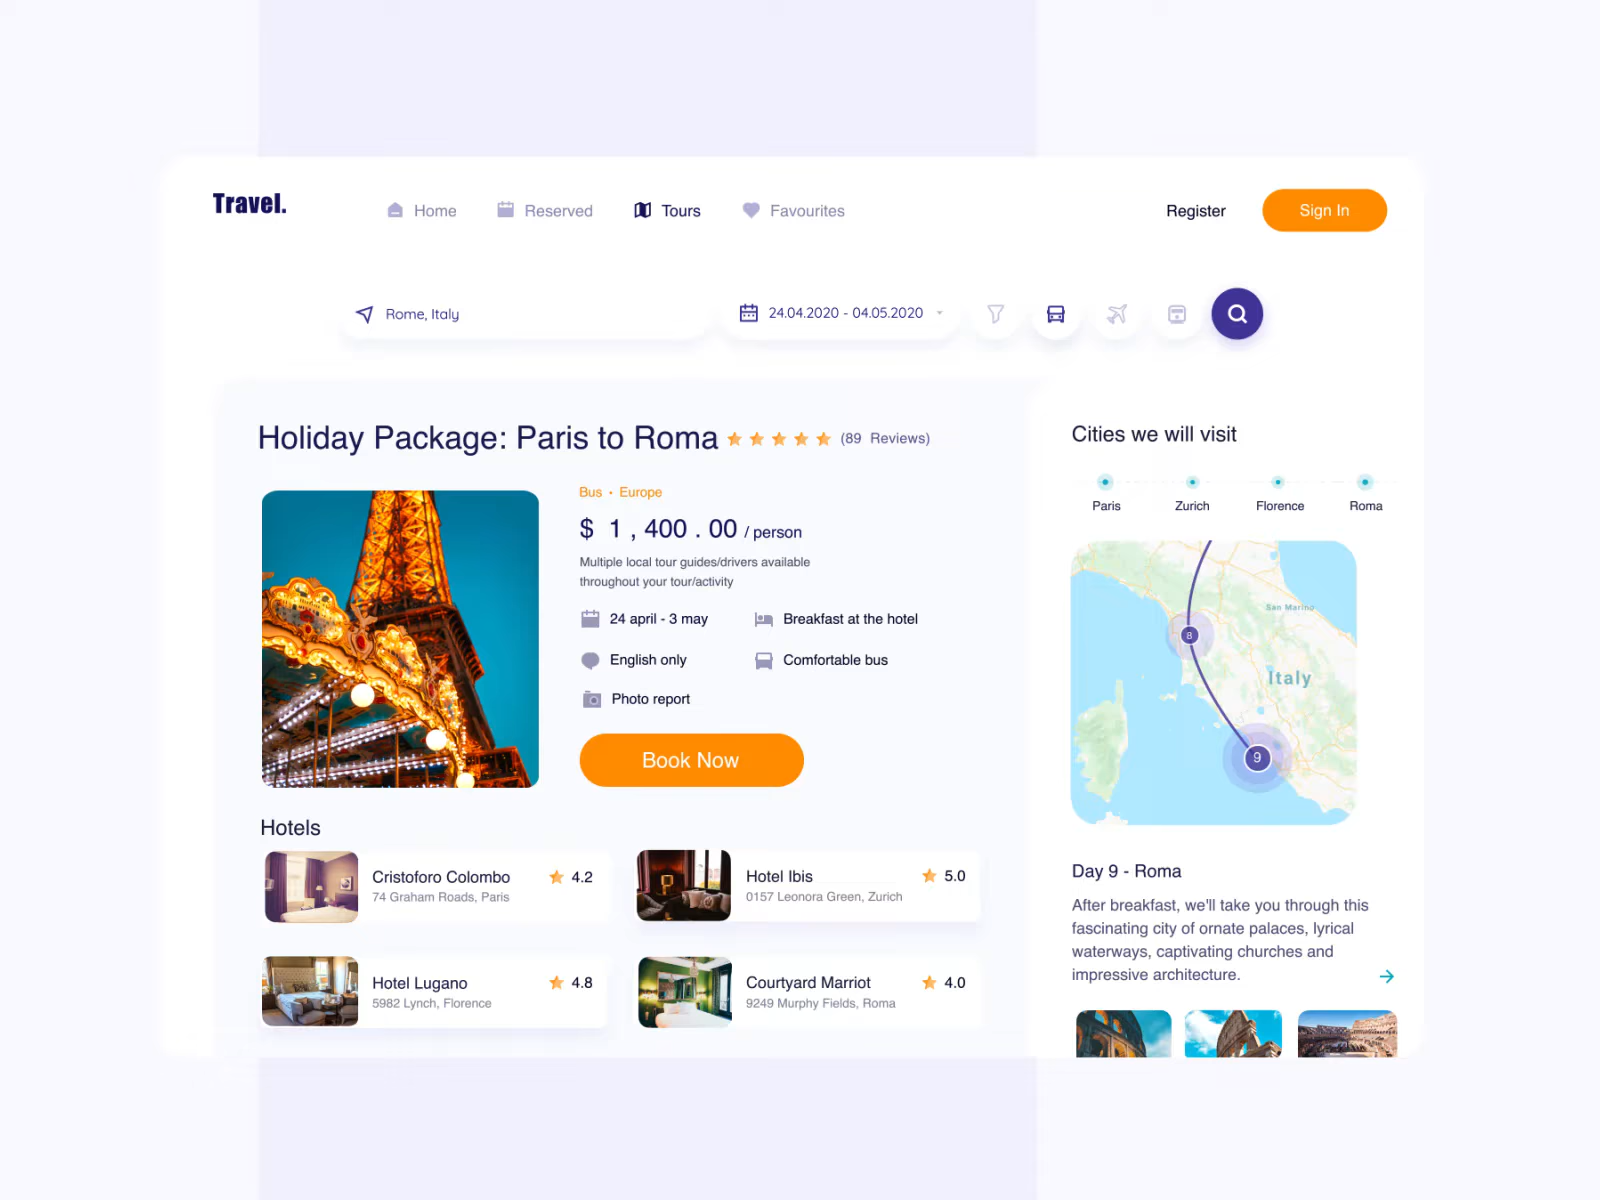 Travel.
Home
Reserved
Tours
Favourites
Register
Sign In
Rome, Italy
24.04.2020 - 04.05.2020
Holiday Package: Paris to Roma
(89 Reviews)
Bus • Europe
$ 1 , 400 . 00 / person
Multiple local tour guides/drivers available
throughout your tour/activity
24 april - 3 may
Breakfast at the hotel
English only
Comfortable bus
Photo report
Book Now
Hotels
Cristoforo Colombo
4.2
74 Graham Roads, Paris
Hotel Ibis
5.0
0157 Leonora Green, Zurich
Hotel Lugano
4.8
5982 Lynch, Florence
Courtyard Marriot
4.0
9249 Murphy Fields, Roma
Cities we will visit
Paris
Zurich
Florence
Roma
San Marino
8
Italy
9
Day 9 - Roma
After breakfast, we'll take you through this
fascinating city of ornate palaces, lyrical
waterways, captivating churches and
impressive architecture.